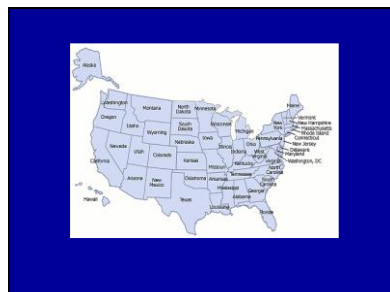 Alaska
Washington
Montana
North Dakota
Minnesota
Maine
Oregon
Idaho
Wyoming
South Dakota
Wisconsin
Michigan
New York
Vermont
New Hampshire
Massachusetts
Rhode Island
Connecticut
New Jersey
Delaware
Maryland
Washington, DC
Pennsylvania
Nevada
Utah
Colorado
Nebraska
Iowa
Illinois
Indiana
Ohio
West Virginia
Virginia
California
Kansas
Missouri
Kentucky
North Carolina
Arizona
New Mexico
Oklahoma
Arkansas
Tennessee
South Carolina
Hawaii
Texas
Louisiana
Mississippi
Alabama
Georgia
Florida